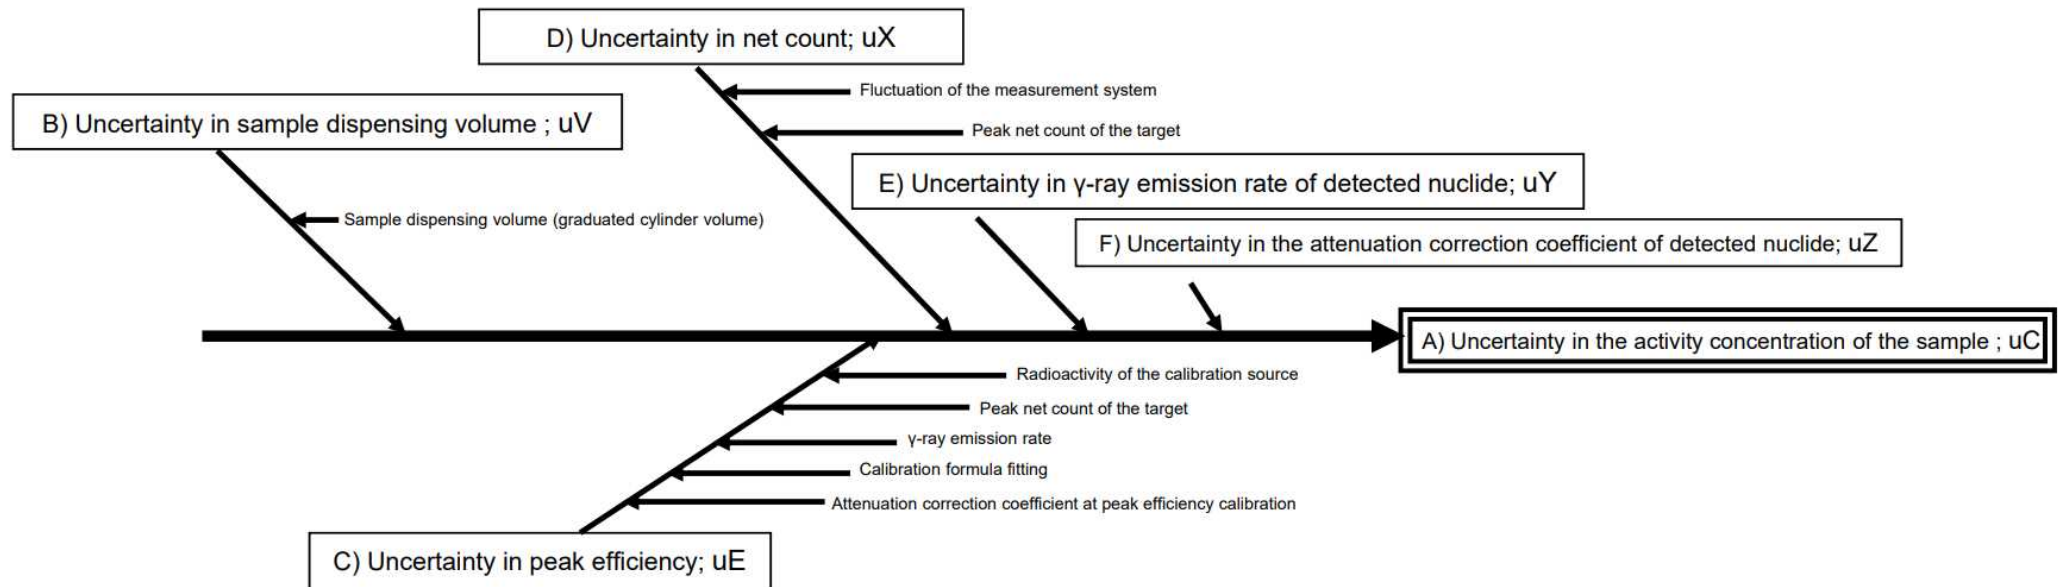 D) Uncertainty in net count; uX
Fluctuation of the measurement system
B) Uncertainty in sample dispensing volume ; uV
Peak net count of the target
E) Uncertainty in γ-ray emission rate of detected nuclide; uY
Sample dispensing volume (graduated cylinder volume)
F) Uncertainty in the attenuation correction coefficient of detected nuclide; uZ
A) Uncertainty in the activity concentration of the sample ; uC
Radioactivity of the calibration source
Peak net count of the target
γ-ray emission rate
Calibration formula fitting
Attenuation correction coefficient at peak efficiency calibration
C) Uncertainty in peak efficiency; uE